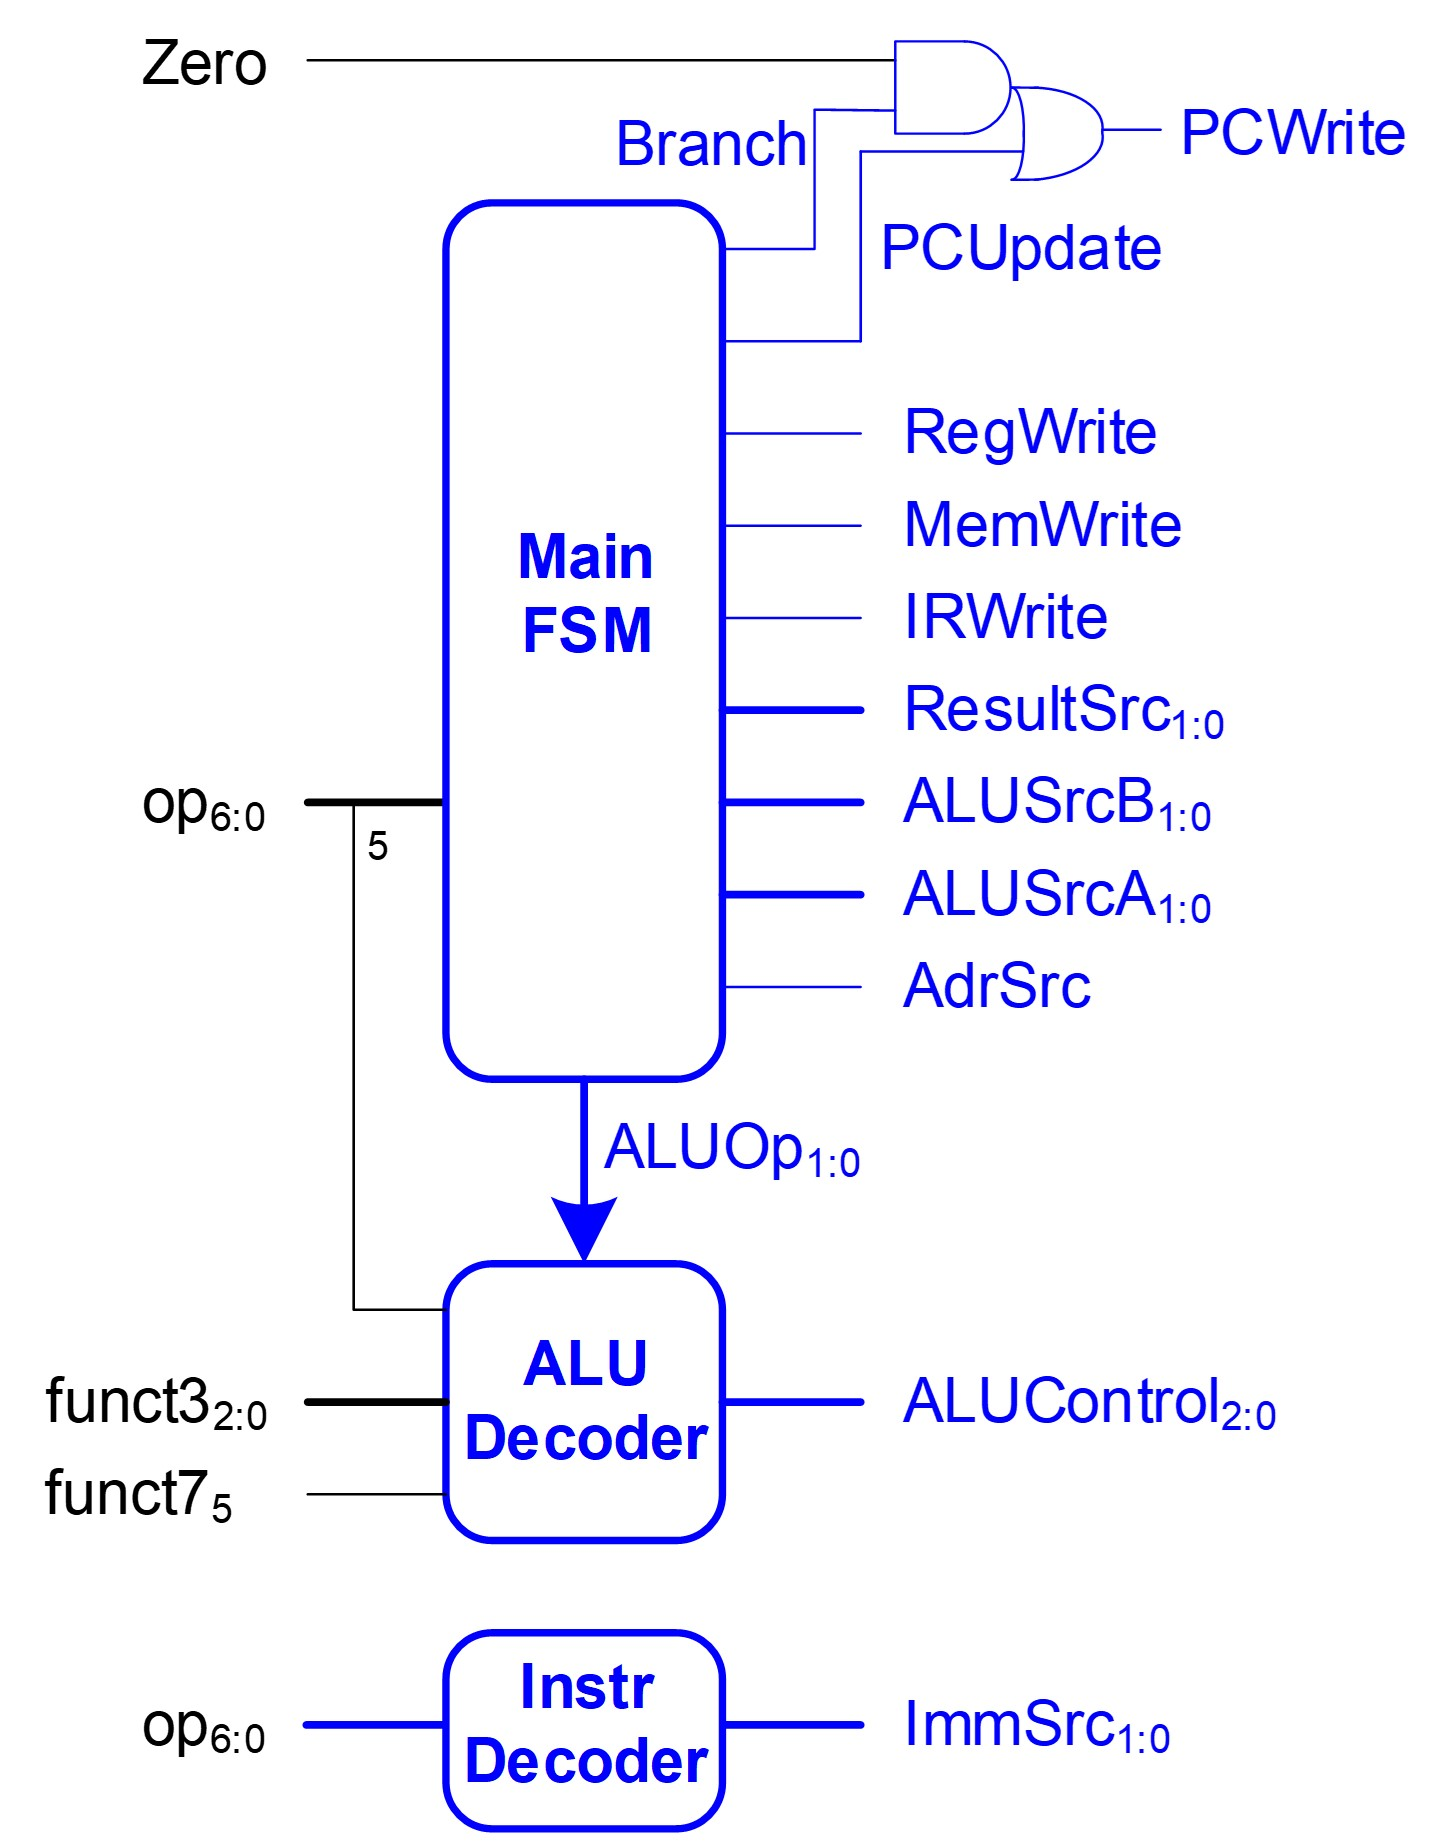 Zero
Branch
PCWrite
PCUpdate
RegWrite
MemWrite
Main
FSM
IRWrite
ResultSrc1:0
op6:0
5
ALUSrcB1:0
ALUSrcA1:0
AdrSrc
ALUOp1:0
ALU
Decoder
funct32:0
ALUControl2:0
funct75
Instr
Decoder
op6:0
ImmSrc1:0